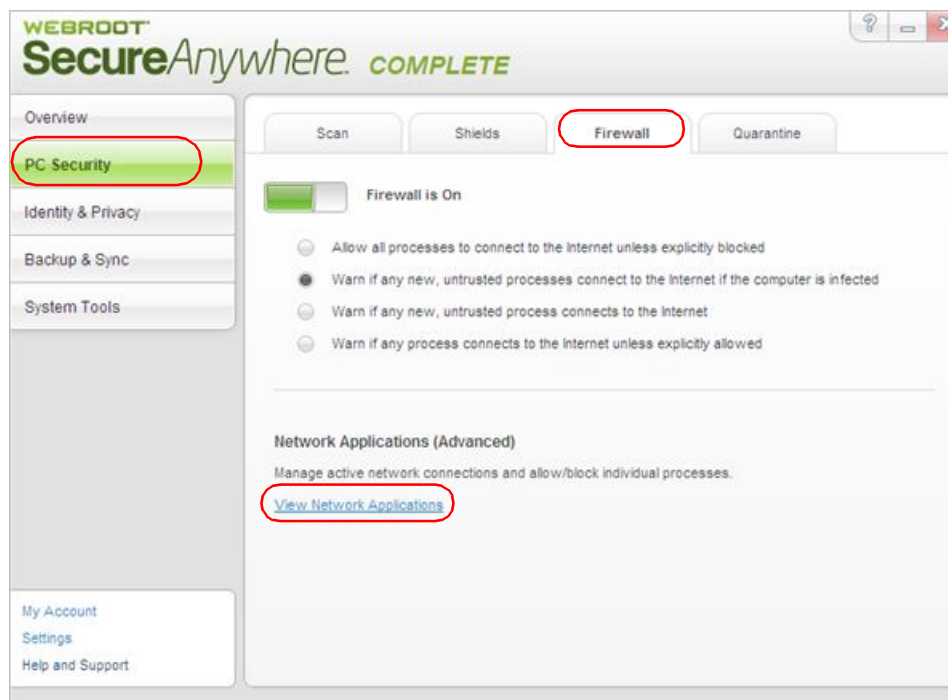 WEBROOT
SecureAnywhere. COMPLETE
?
Overview
PC Security
Identity & Privacy
Backup & Sync
System Tools
Scan
Shields
Firewall
Quarantine
Firewall is On
Allow all processes to connect to the Internet unless explicitly blocked
Warn if any new, untrusted processes connect to the Internet if the computer is infected
Warn if any new, untrusted process connects to the Internet
Warn if any process connects to the Internet unless explicitly allowed
Network Applications (Advanced)
Manage active network connections and allow/block individual processes.
View Network Applications
My Account
Settings
Help and Support